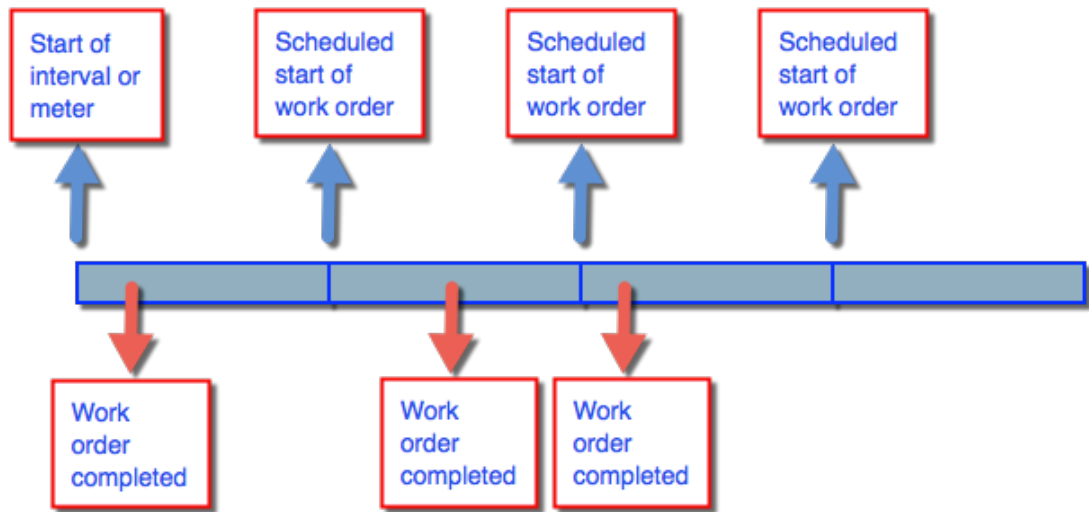 Start of
interval or
meter
Scheduled
start of
work order
Scheduled
start of
work order
Scheduled
start of
work order
Work
order
completed
Work
order
completed
Work
order
completed